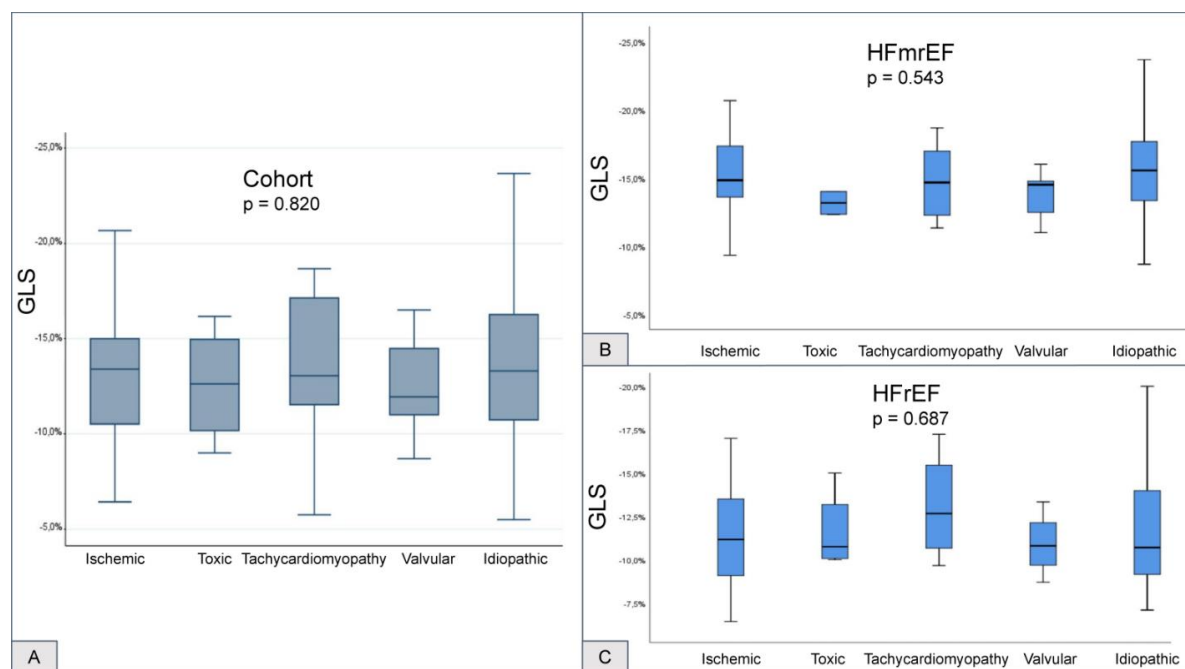 Cohort
p = 0.820
GLS
-25,0%
-20,0%
-15,0%
-10,0%
-5,0%
Ischemic Toxic Tachycardiomyopathy Valvular Idiopathic
A
HFmrEF
p = 0.543
GLS
-25,0%
-20,0%
-15,0%
-10,0%
-5,0%
B
Ischemic Toxic Tachycardiomyopathy Valvular Idiopathic
HFrEF
p = 0.687
GLS
-20,0%
-17,5%
-15,0%
-12,5%
-10,0%
-7,5%
C
Ischemic Toxic Tachycardiomyopathy Valvular Idiopathic